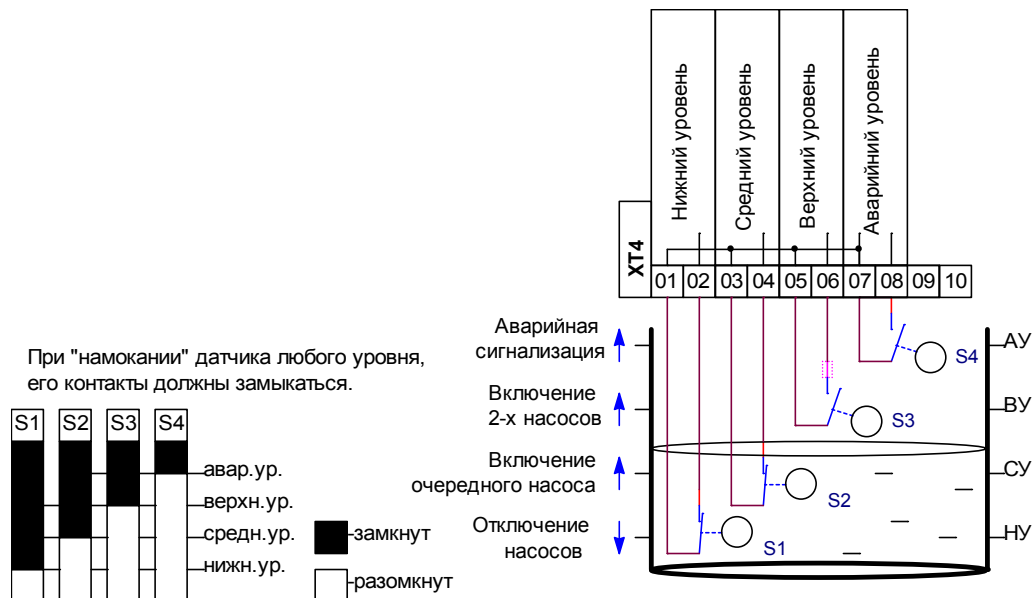 Нижний уровень
Средний уровень
Верхний уровень
Аварийный уровень
XT4
01 02 03 04 05 06 07 08 09 10
Аварийная
сигнализация
Включение
2-х насосов
Включение
очередного насоса
Отключение
насосов
S4
S3
S2
S1
АУ
ВУ
СУ
НУ
При "намокании" датчика любого уровня,
его контакты должны замыкаться.
S1 S2 S3 S4
авар.ур.
верхн.ур.
средн.ур.
нижн.ур.
-замкнут
-разомкнут